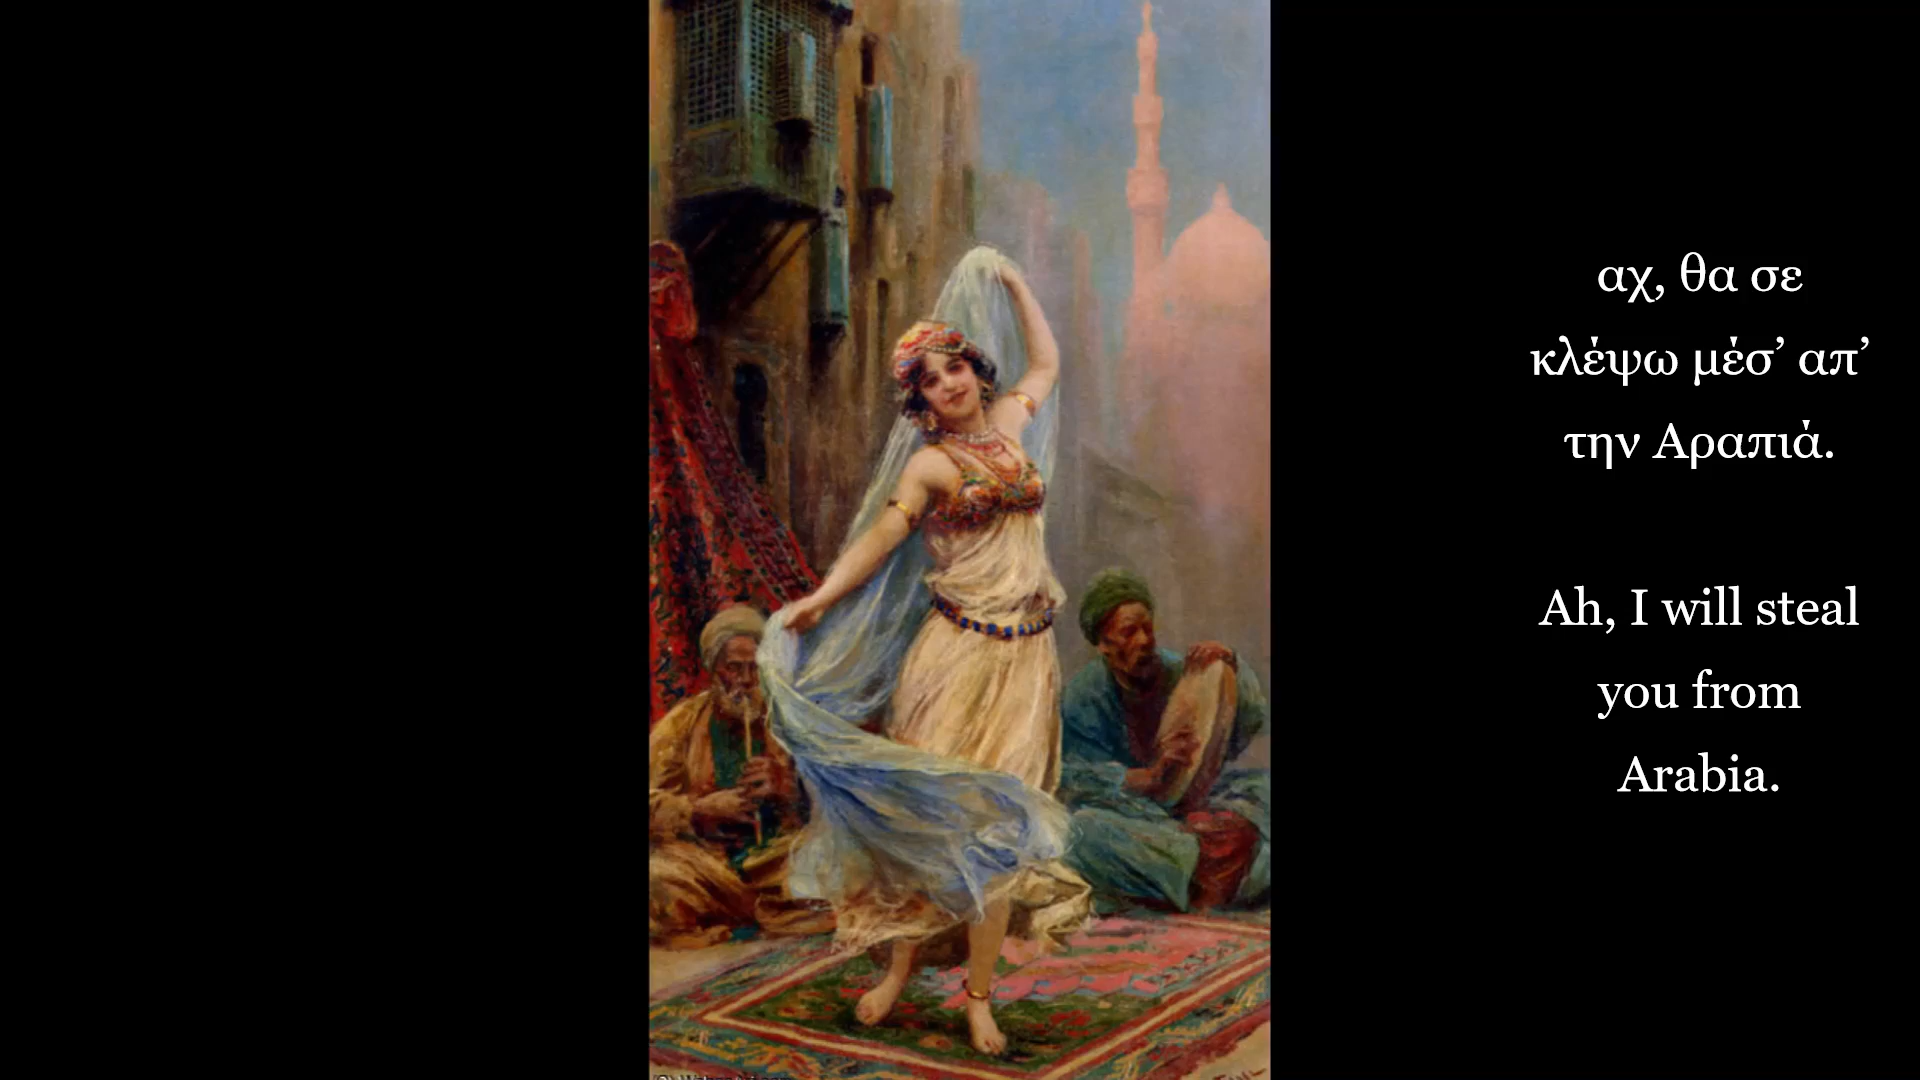 αχ, θα σε
κλέψω μέσ’ απ’
την Αραπιά.
Ah, I will steal
you from
Arabia.